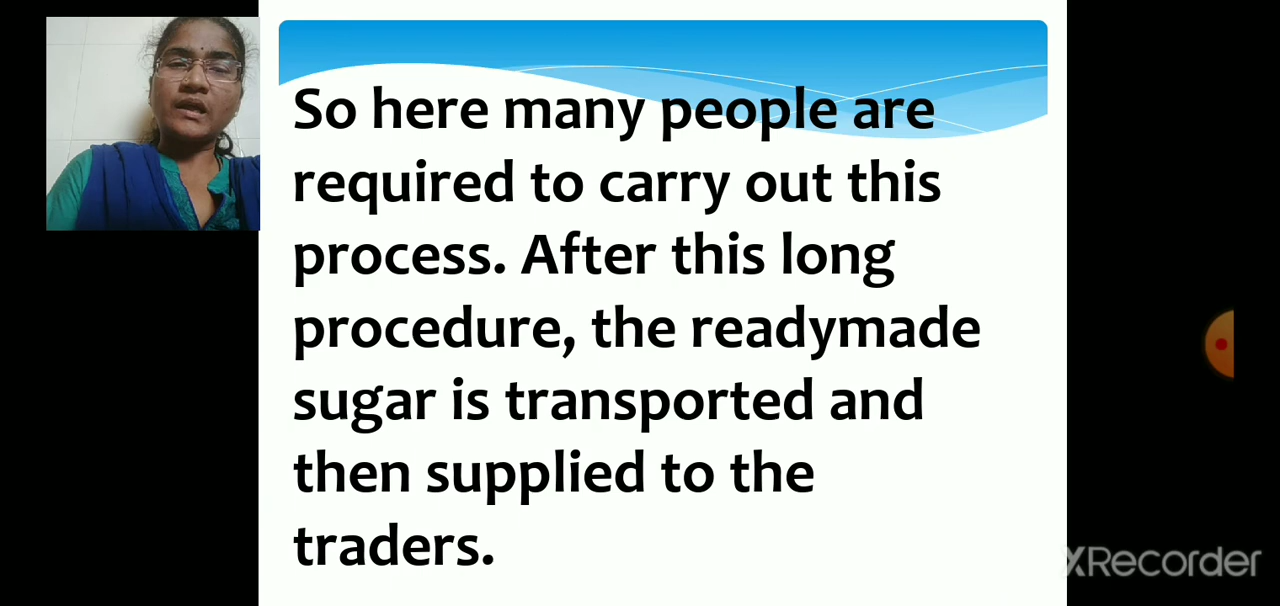 So here many people are
required to carry out this
process. After this long
procedure, the readymade
sugar is transported and
then supplied to the
traders.
XRecorder